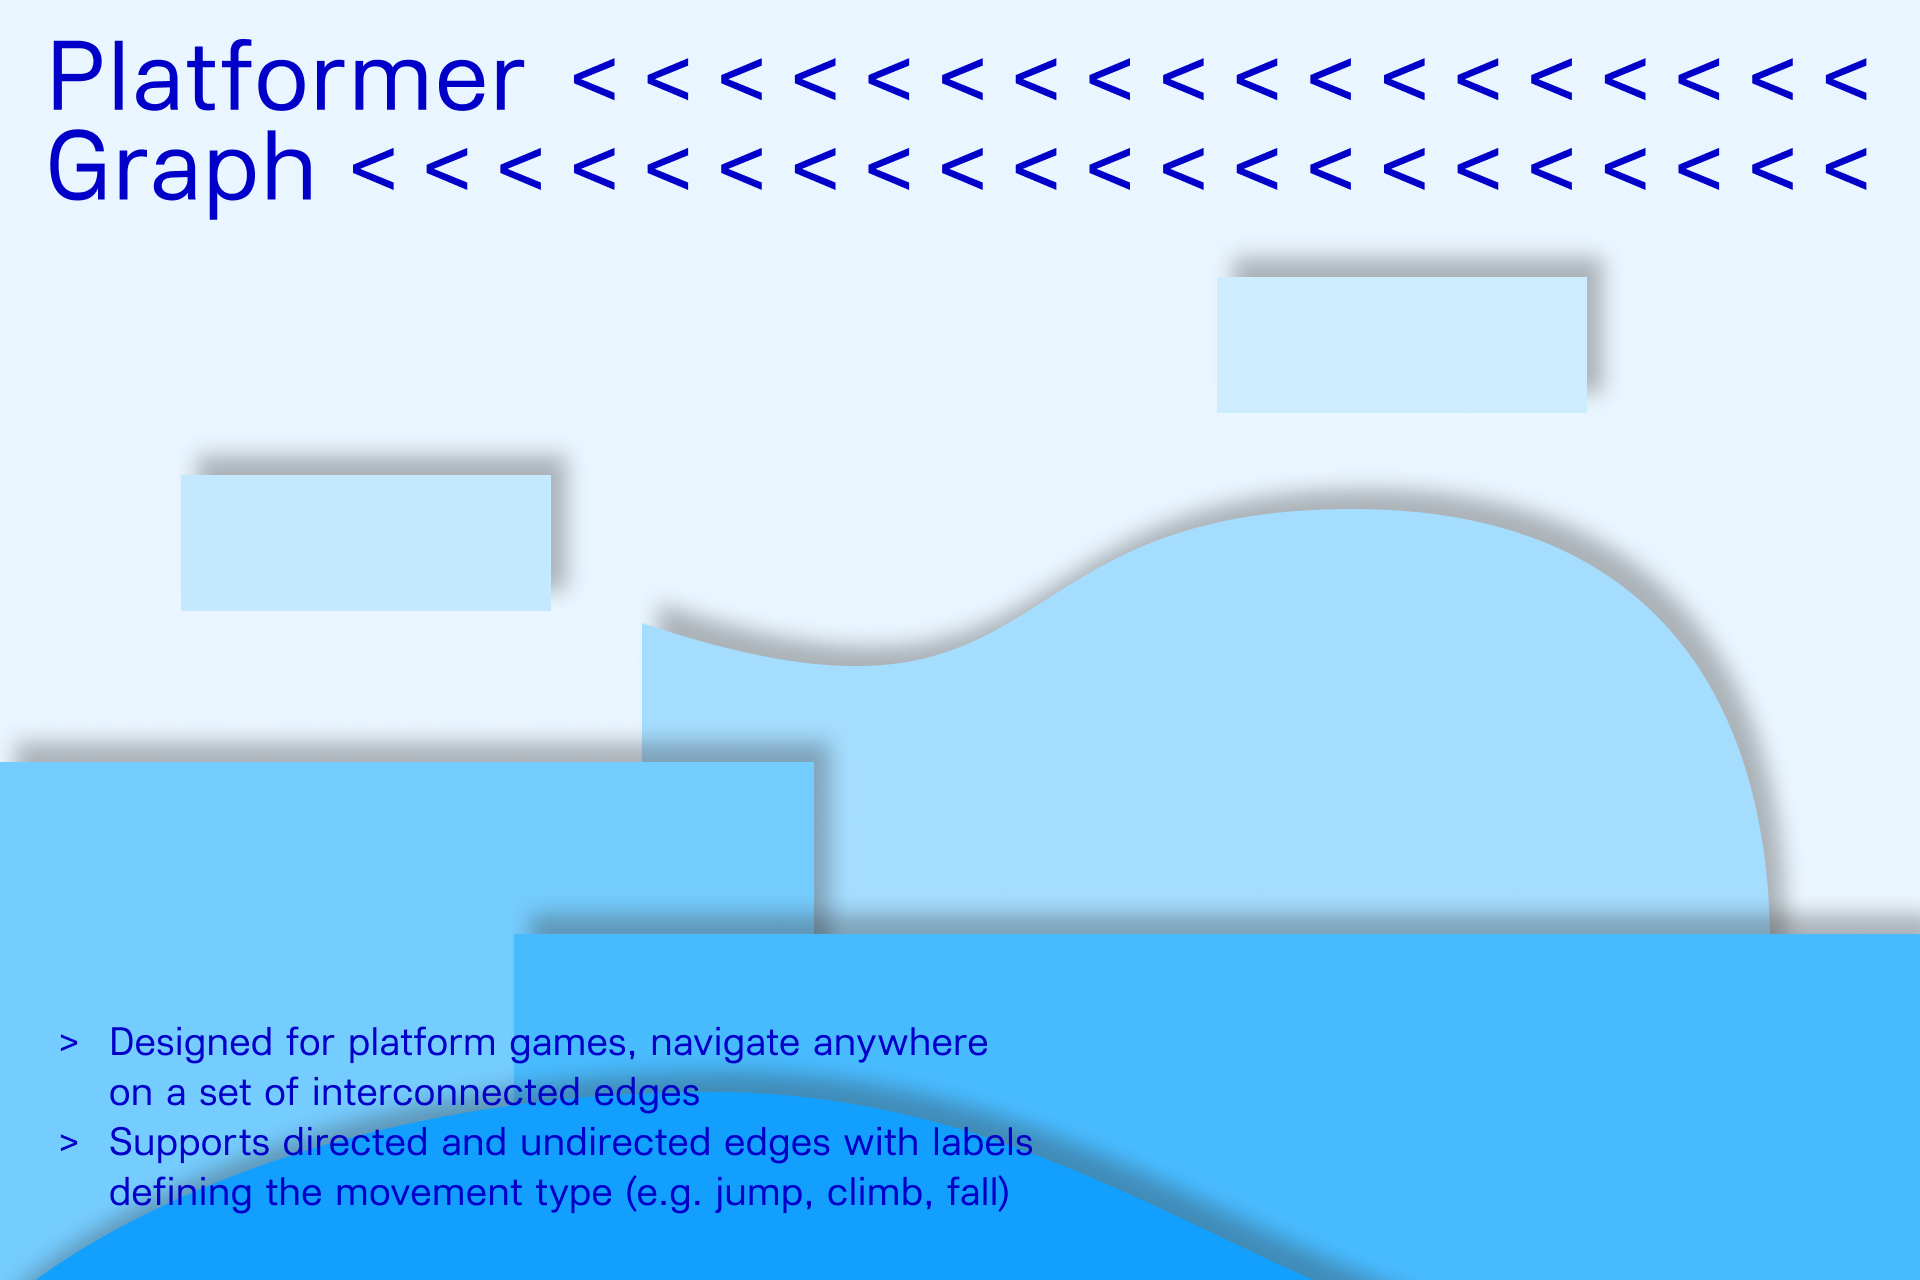 Platformer < < < < < < < < < < < < < < < < < <
Graph < < < < < < < < < < < < < < < < < < < < <
> Designed for platform games, navigate anywhere
on a set of interconnected edges
> Supports directed and undirected edges with labels
defining the movement type (e.g. jump, climb, fall)